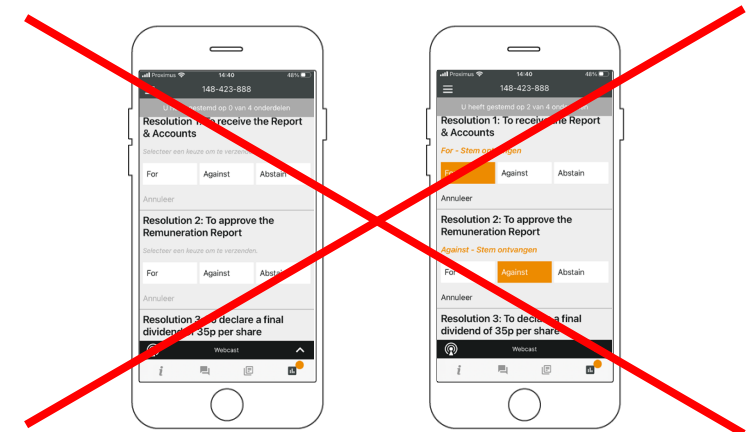 Proximus 14:40 48%
148-423-888
U heeft gestemd op 0 van 4 onderdelen
Resolution 1: To receive the Report
& Accounts
Selecteer een keuze om te verzenden.
For Against Abstain
Annuleer
Resolution 2: To approve the
Remuneration Report
Selecteer een keuze om te verzenden.
For Against Abstain
Annuleer
Resolution 3: To declare a final
dividend of 35p per share
Webcast
Proximus 14:40 48%
148-423-888
U heeft gestemd op 2 van 4 onderdelen
Resolution 1: To receive the Report
& Accounts
For - Stem ontvangen
For Against Abstain
Annuleer
Resolution 2: To approve the
Remuneration Report
Against - Stem ontvangen
For Against Abstain
Annuleer
Resolution 3: To declare a final
dividend of 35p per share
Webcast